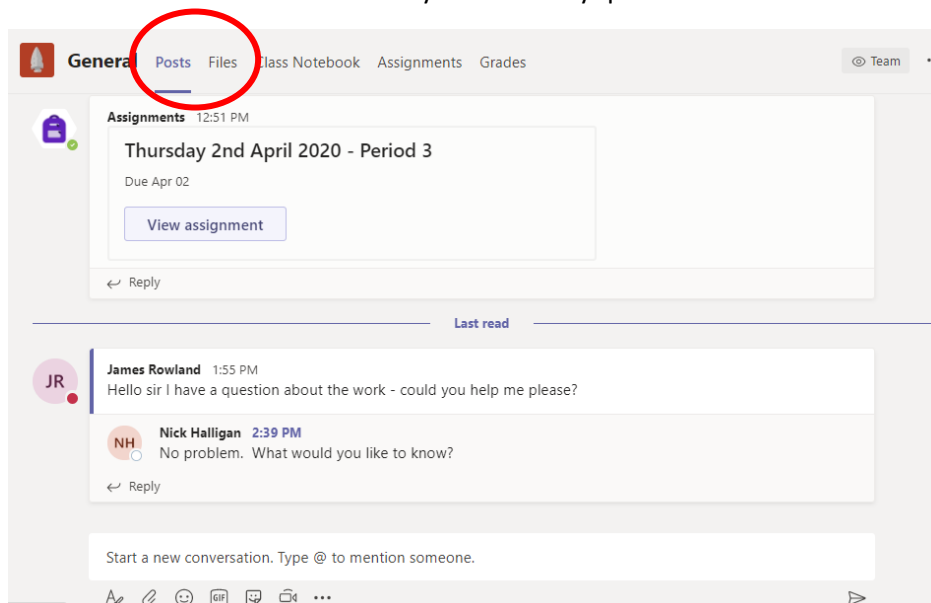 General Posts Files Class Notebook Assignments Grades Team
Assignments 12:51 PM
Thursday 2nd April 2020 - Period 3
Due Apr 02
View assignment
Reply
Last read
JR
James Rowland 1:55 PM
Hello sir I have a question about the work - could you help me please?
NH
Nick Halligan 2:39 PM
No problem. What would you like to know?
Reply
Start a new conversation. Type @ to mention someone.
GIF